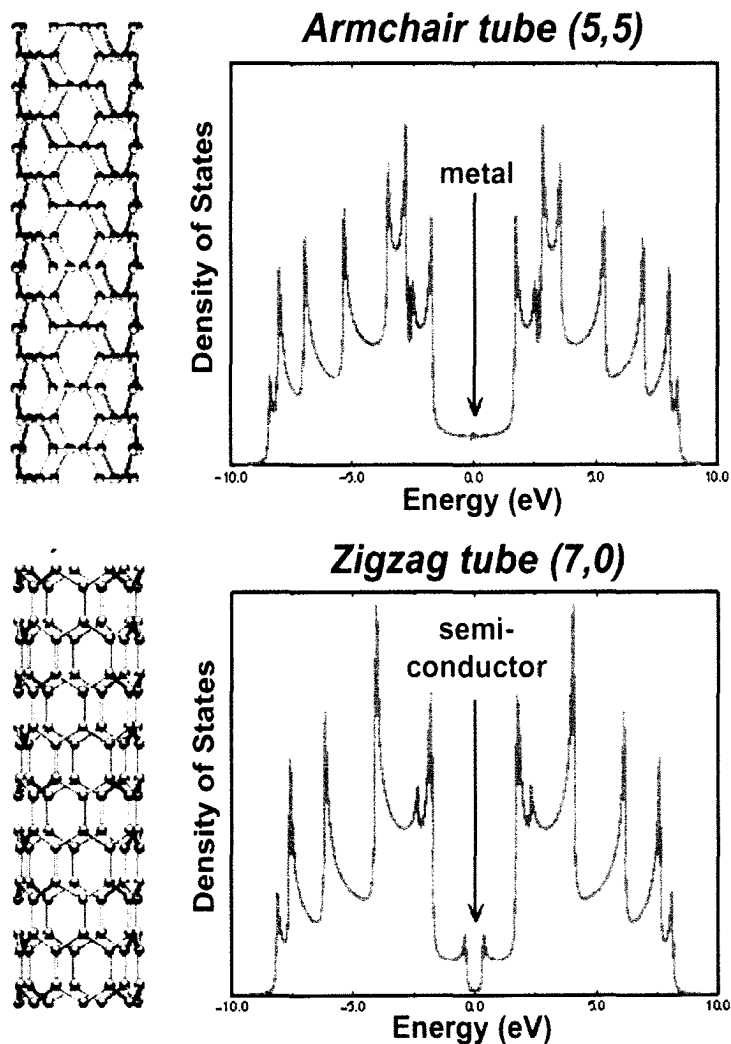 Armchair tube (5,5)
Density of States
metal
-10.0 -5.0 0.0 5.0 10.0
Energy (eV)
Zigzag tube (7,0)
Density of States
semi-
conductor
-10.0 -5.0 0.0 5.0 10.0
Energy (eV)